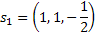 s₁ = (1, 1, −1/2)